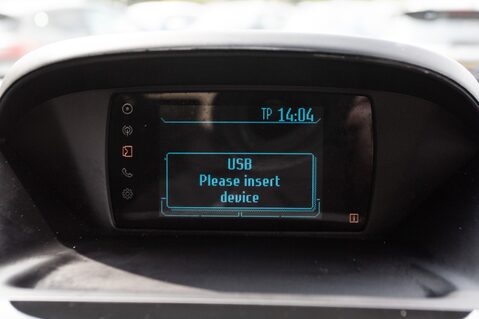 TP 14:04
USB
Please insert
device